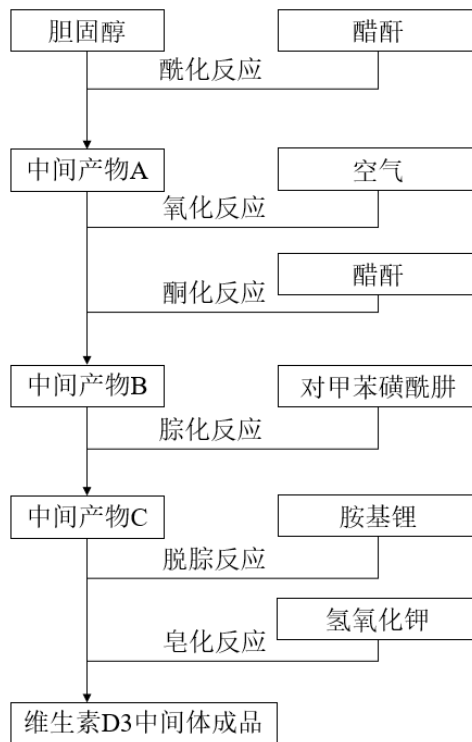 胆固醇
醋酐
酰化反应
中间产物A
空气
氧化反应
醋酐
酮化反应
中间产物B
对甲苯磺酰肼
腙化反应
中间产物C
胺基锂
脱腙反应
氢氧化钾
皂化反应
维生素D3中间体成品